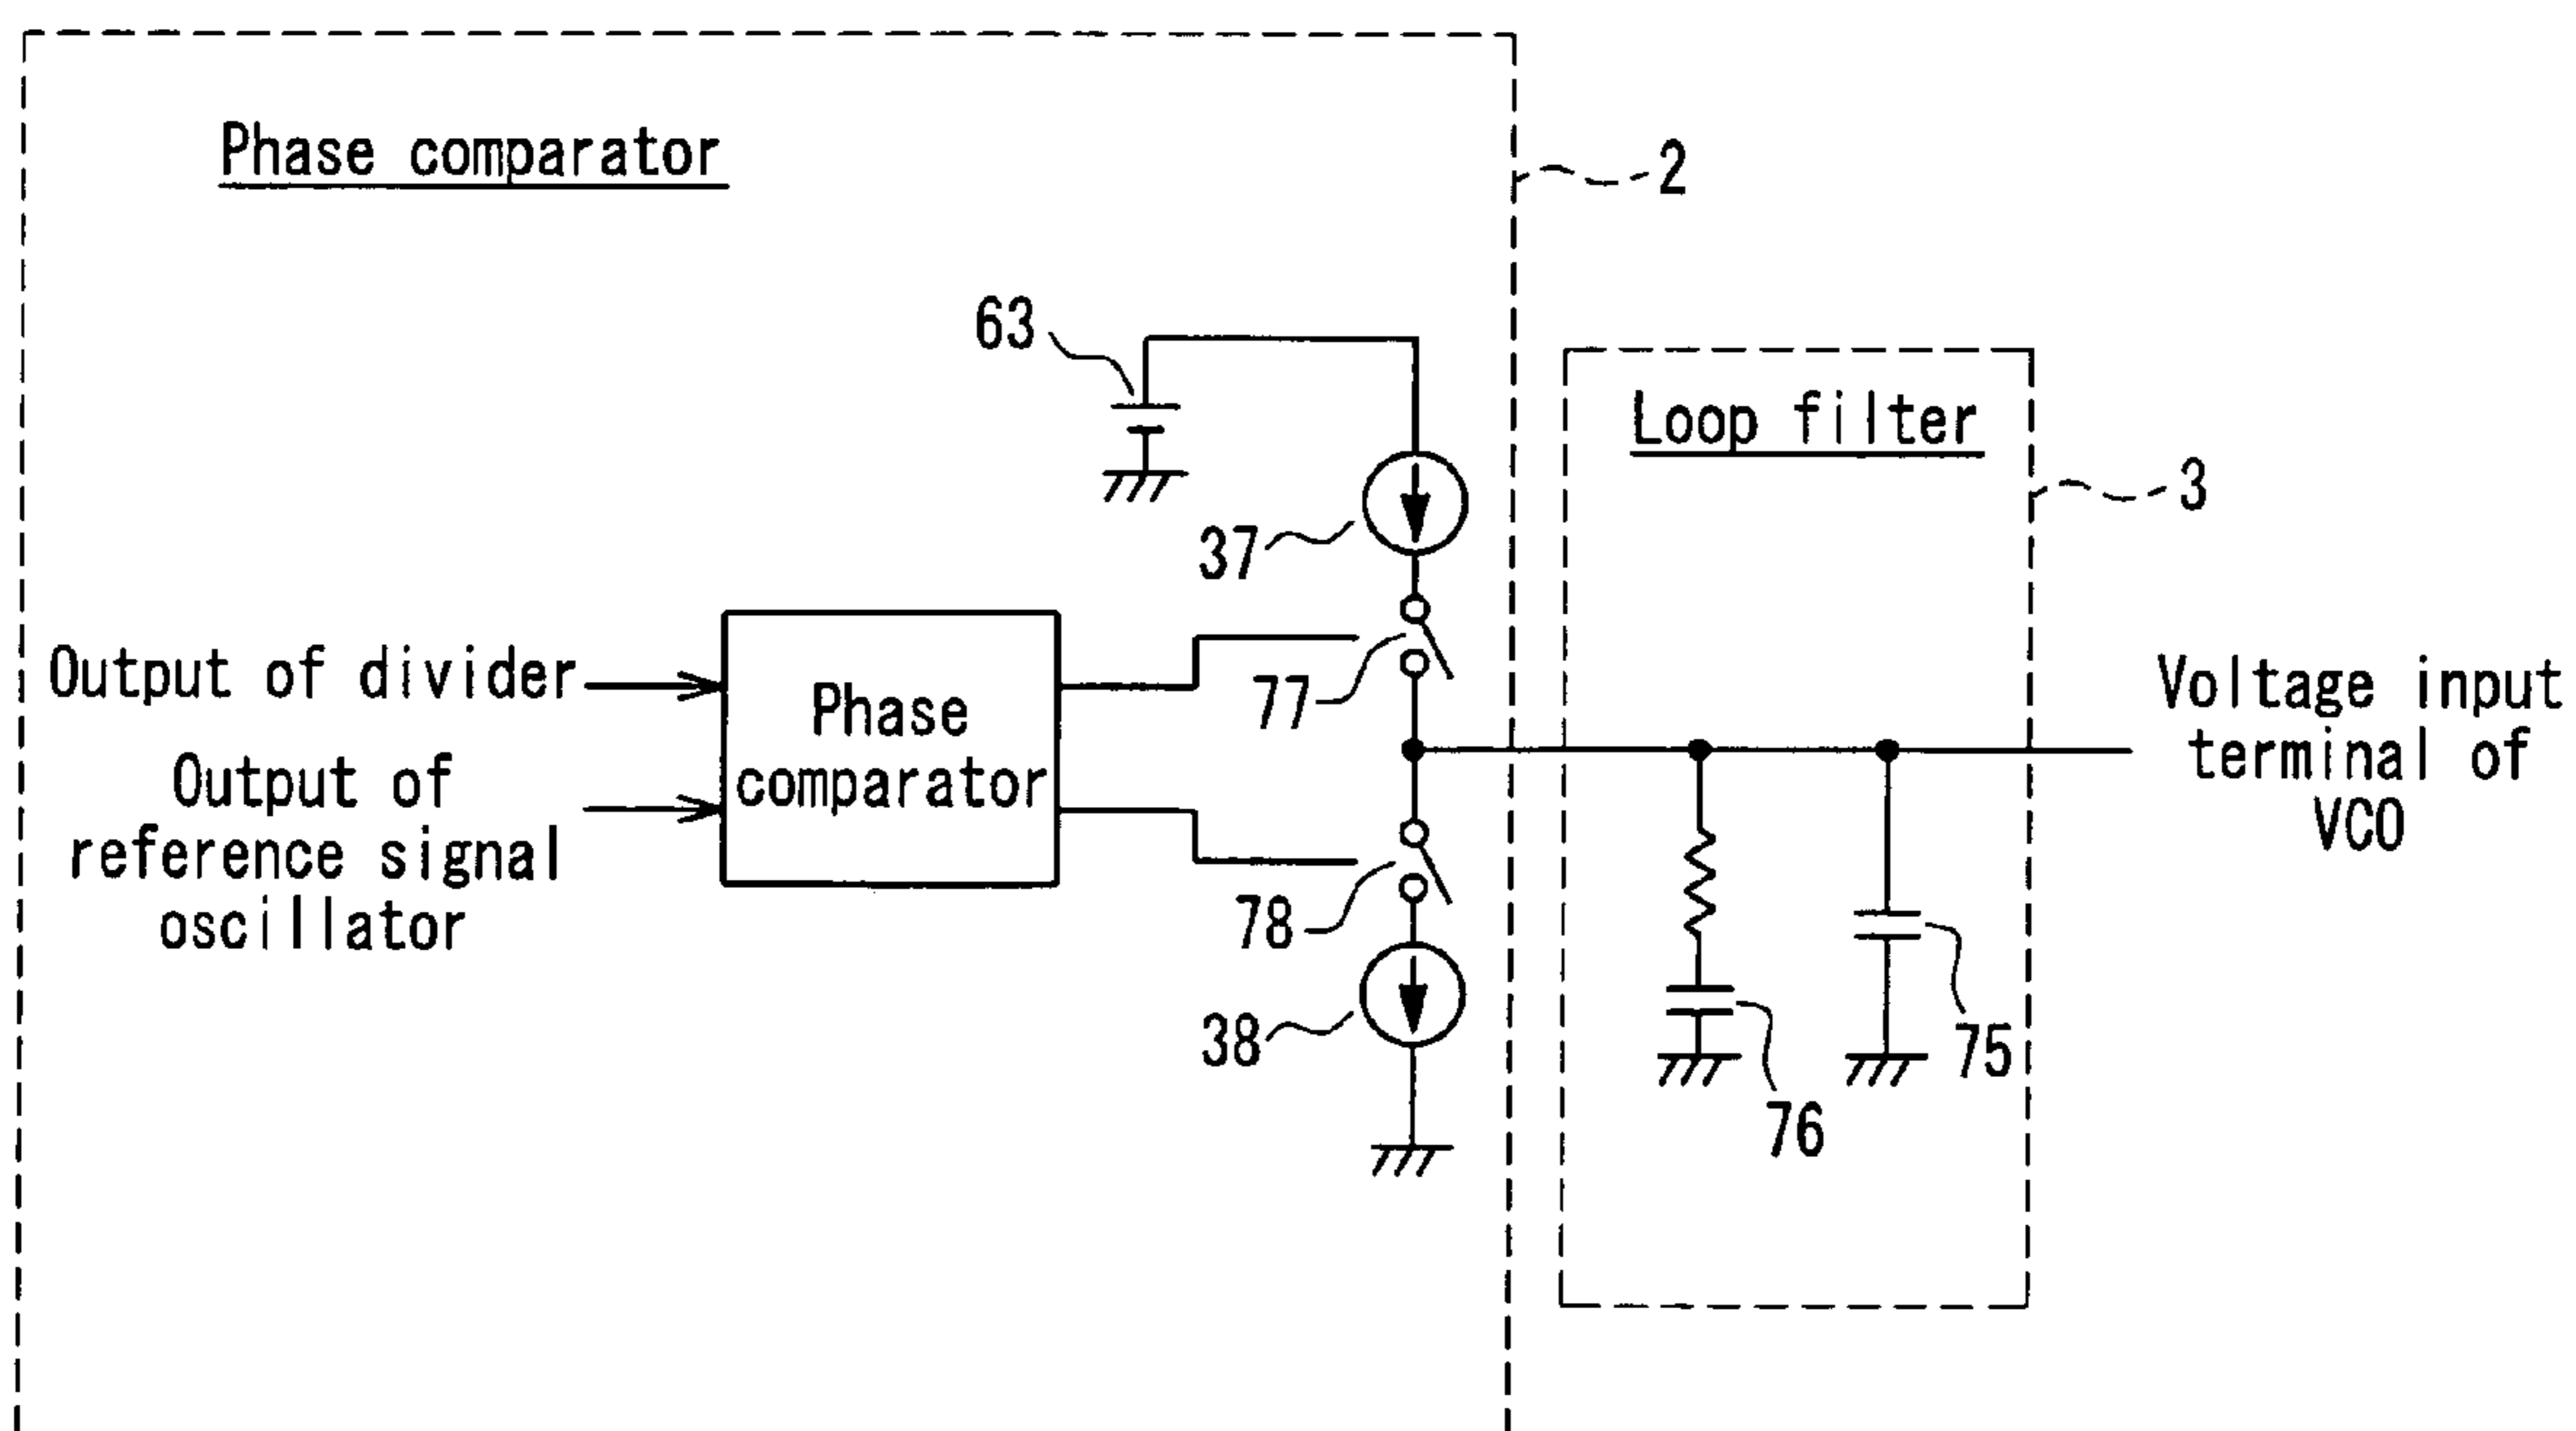 Phase comparator
2
63
Loop filter
3
37
Output of divider
Output of
reference signal
oscillator
Phase
comparator
77
78
38
76
75
Voltage input
terminal of
VCO